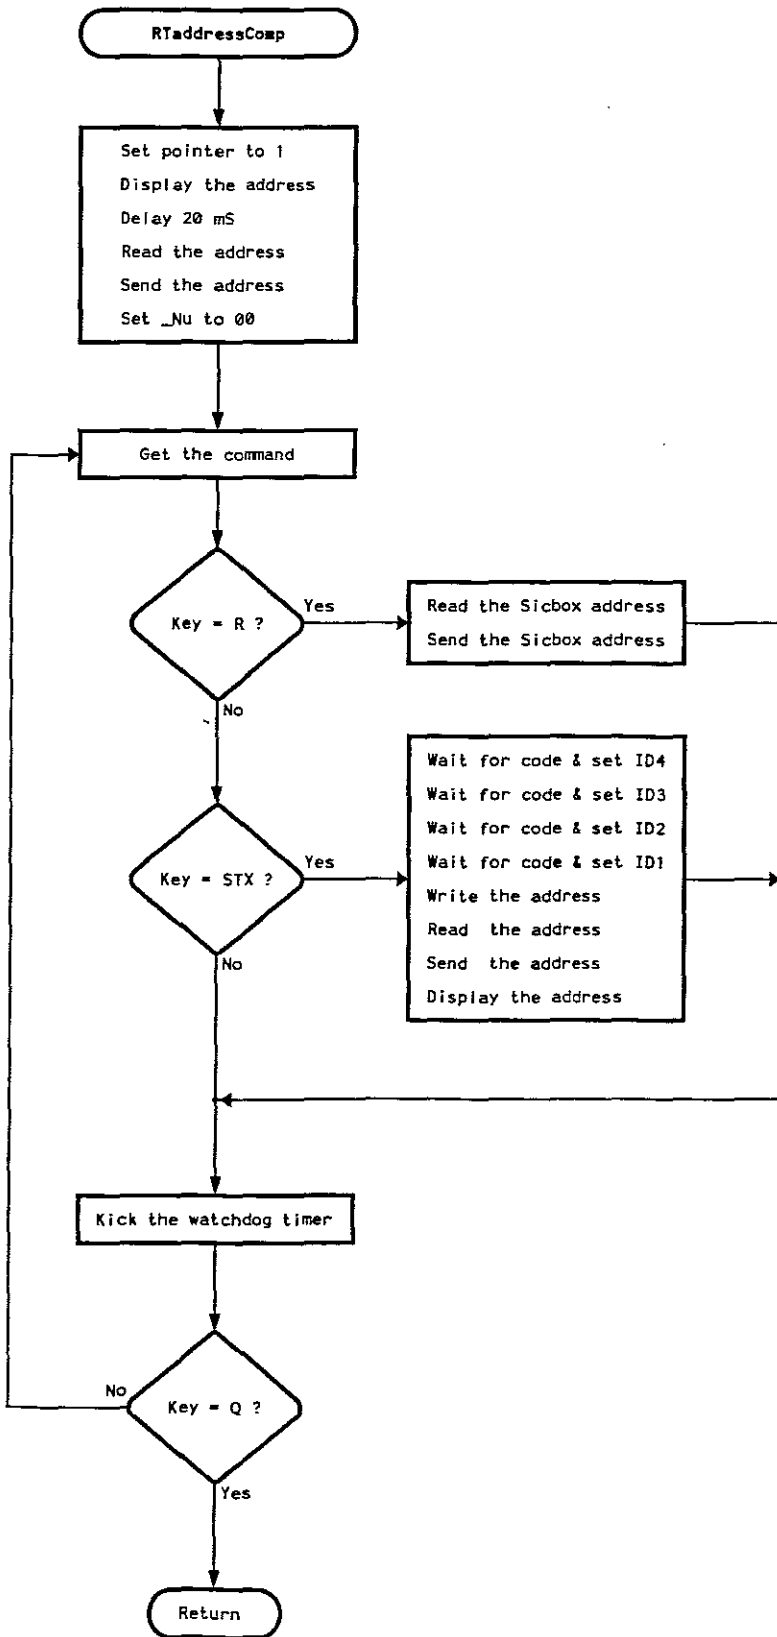 RTaddressComp
Set pointer to 1
Display the address
Delay 20 mS
Read the address
Send the address
Set _Nu to 00
Get the command
Key = R ?
Yes
Read the Sicbox address
Send the Sicbox address
No
Key = STX ?
Yes
Wait for code & set ID4
Wait for code & set ID3
Wait for code & set ID2
Wait for code & set ID1
Write the address
Read the address
Send the address
Display the address
No
Kick the watchdog timer
Key = Q ?
No
Yes
Return